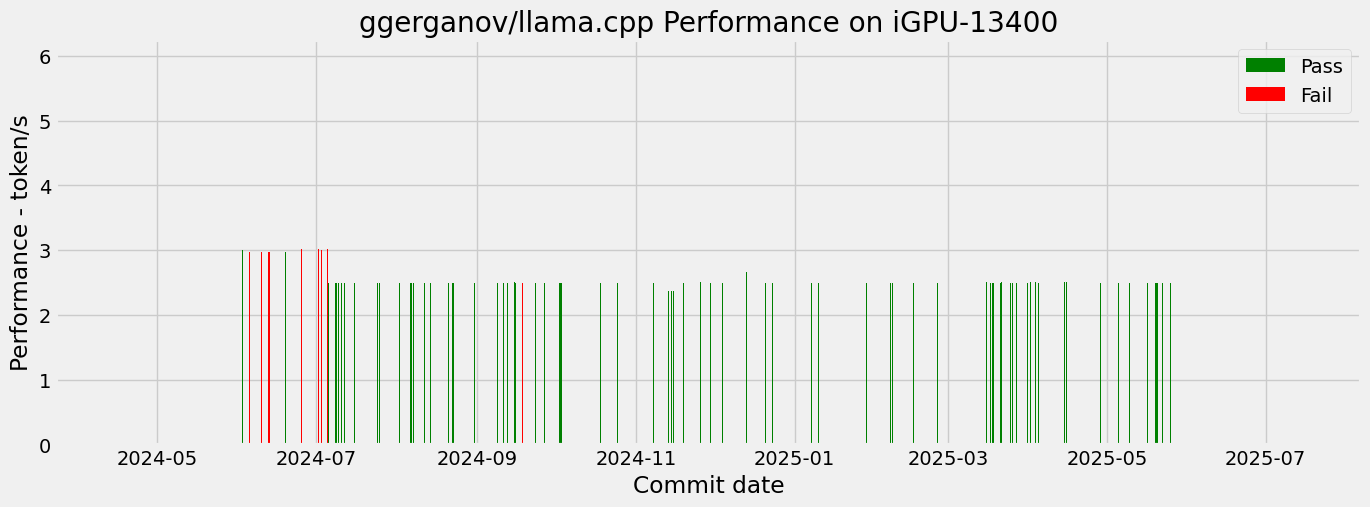 ggerganov/llama.cpp Performance on iGPU-13400
Pass
Fail
Performance - token/s
6
5
4
3
2
1
0
2024-05 2024-07 2024-09 2024-11 2025-01 2025-03 2025-05 2025-07
Commit date